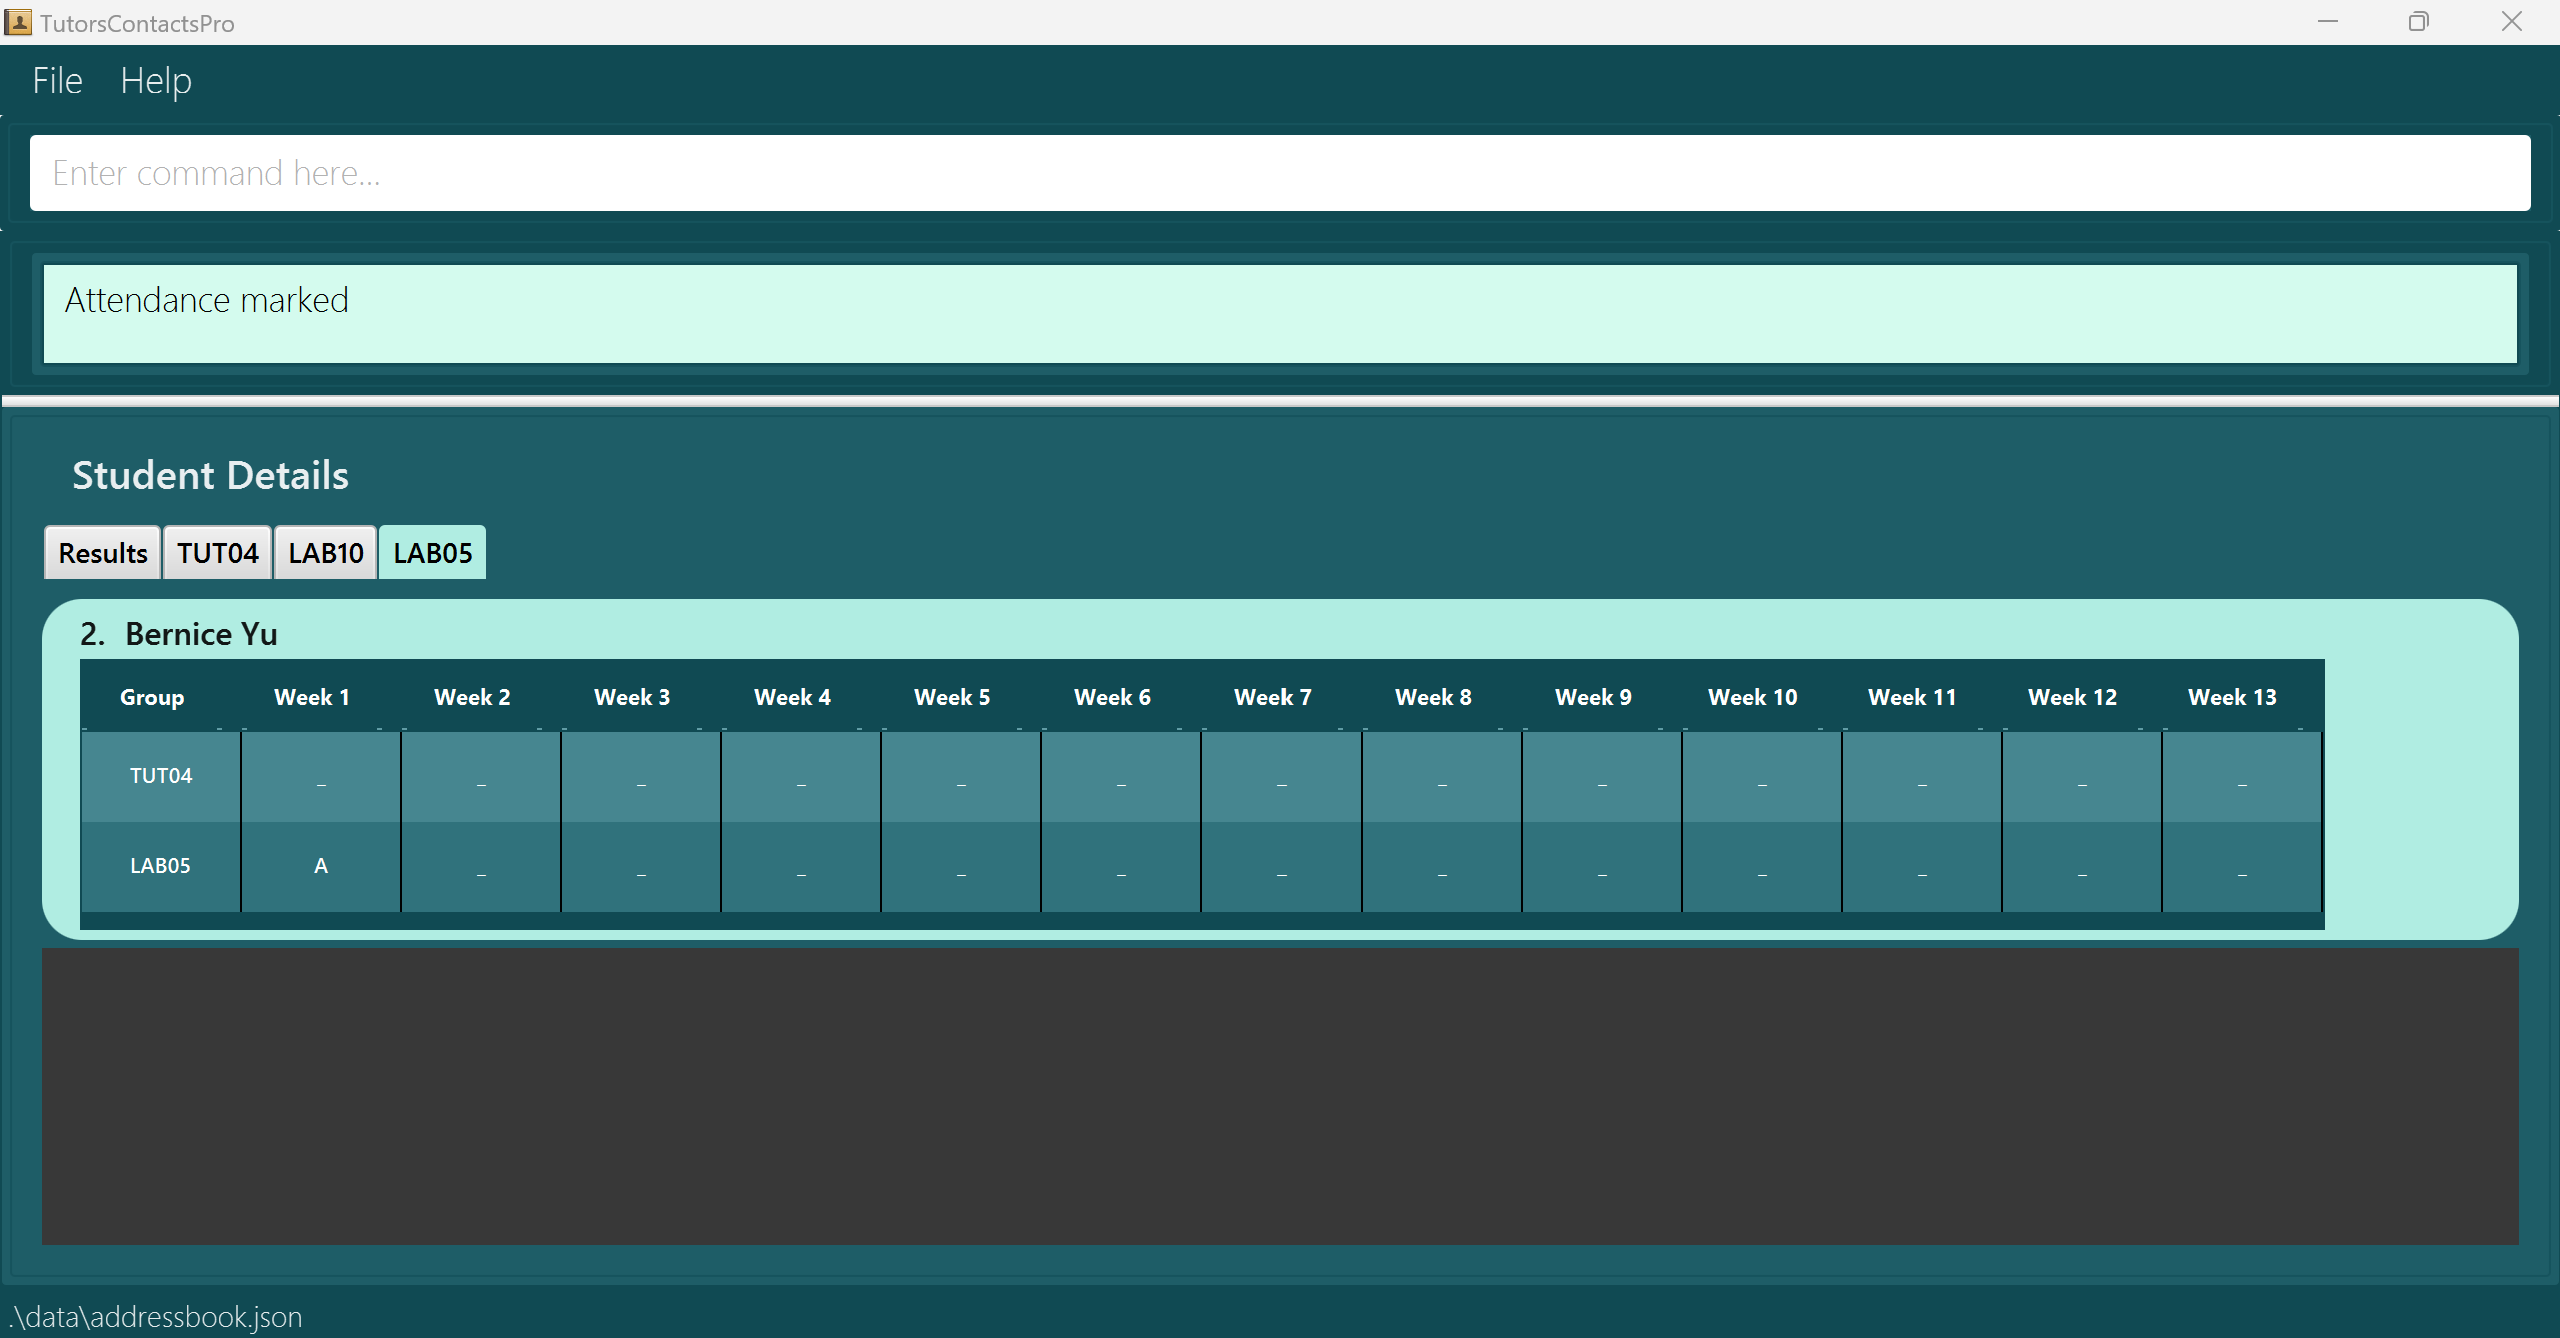 TutorsContactsPro
File Help
Enter command here...
Attendance marked
Student Details
Results TUT04 LAB10 LAB05
2. Bernice Yu
Group Week 1 Week 2 Week 3 Week 4 Week 5 Week 6 Week 7 Week 8 Week 9 Week 10 Week 11 Week 12 Week 13
TUT04 _ _ _ _ _ _ _ _ _ _ _ _ _
LAB05 A _ _ _ _ _ _ _ _ _ _ _ _
.\data\addressbook.json